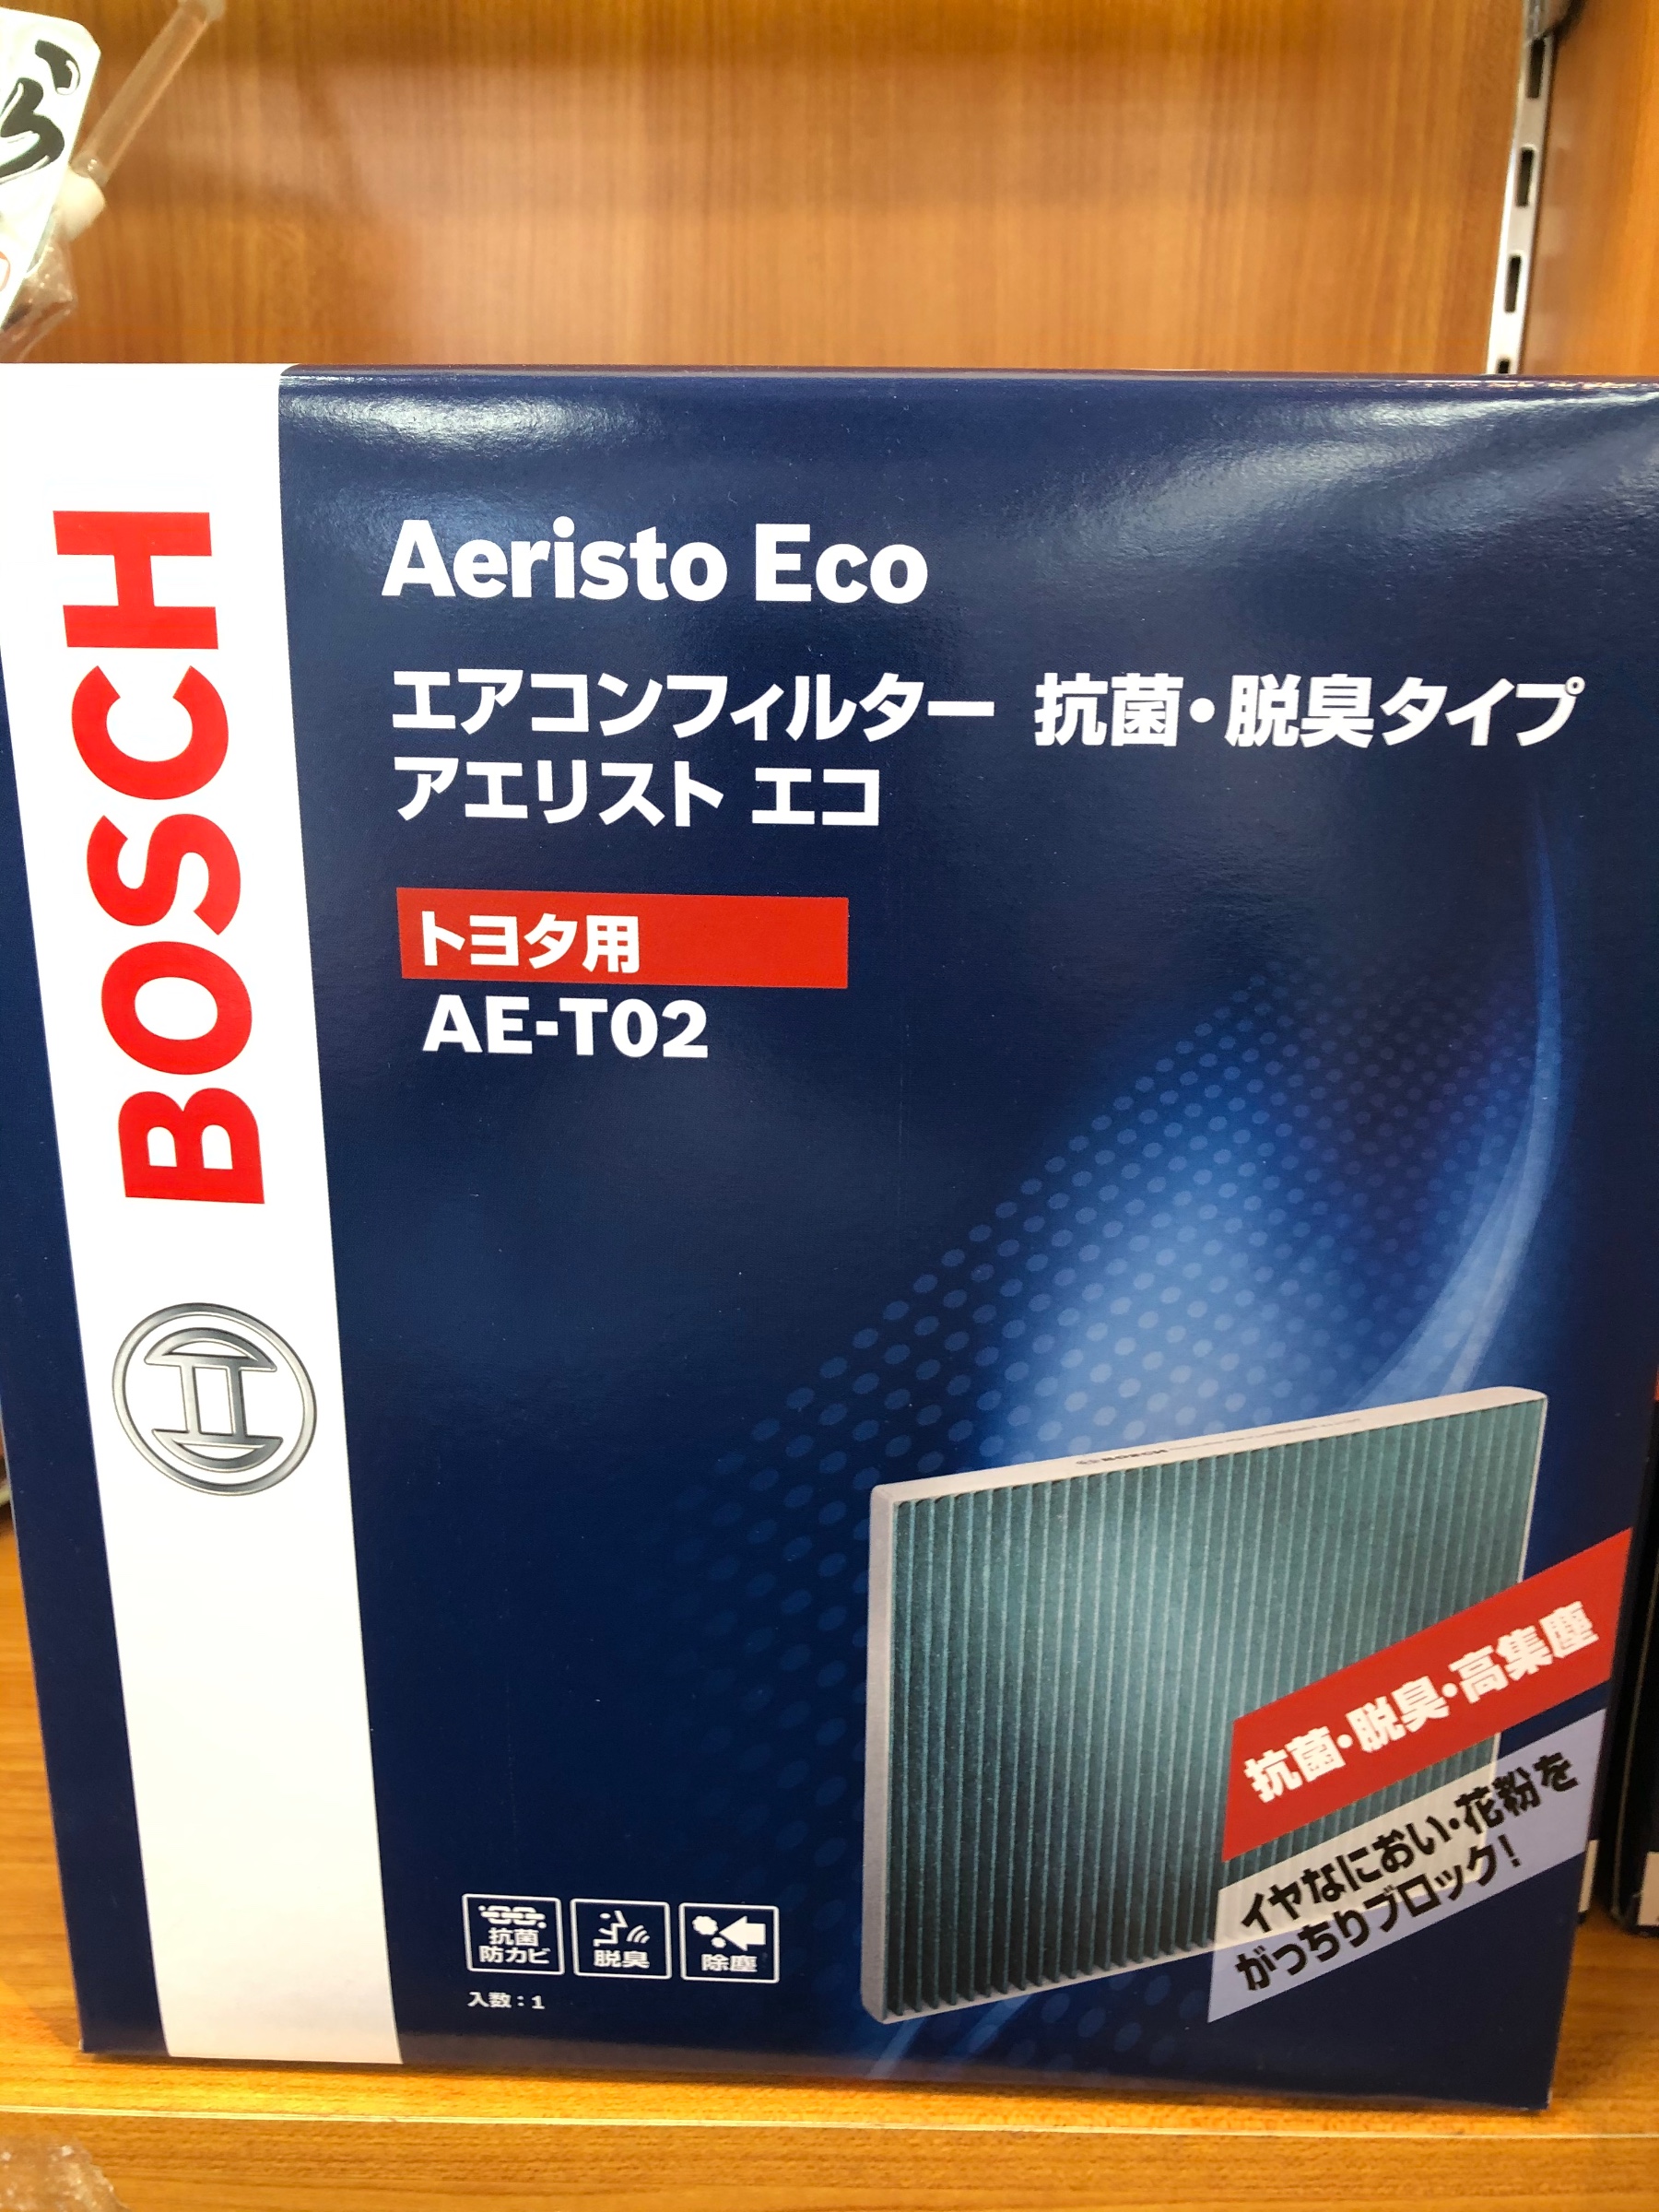 BOSCH
Aeristo Eco
エアコンフィルター 抗菌・脱臭タイプ
アエリスト エコ
トヨタ用
AE-T02
BOSCH
抗菌・脱臭・高集塵
イヤなにおい・花粉を
がっちりブロック!
抗菌
防カビ
脱臭
除塵
入数:1